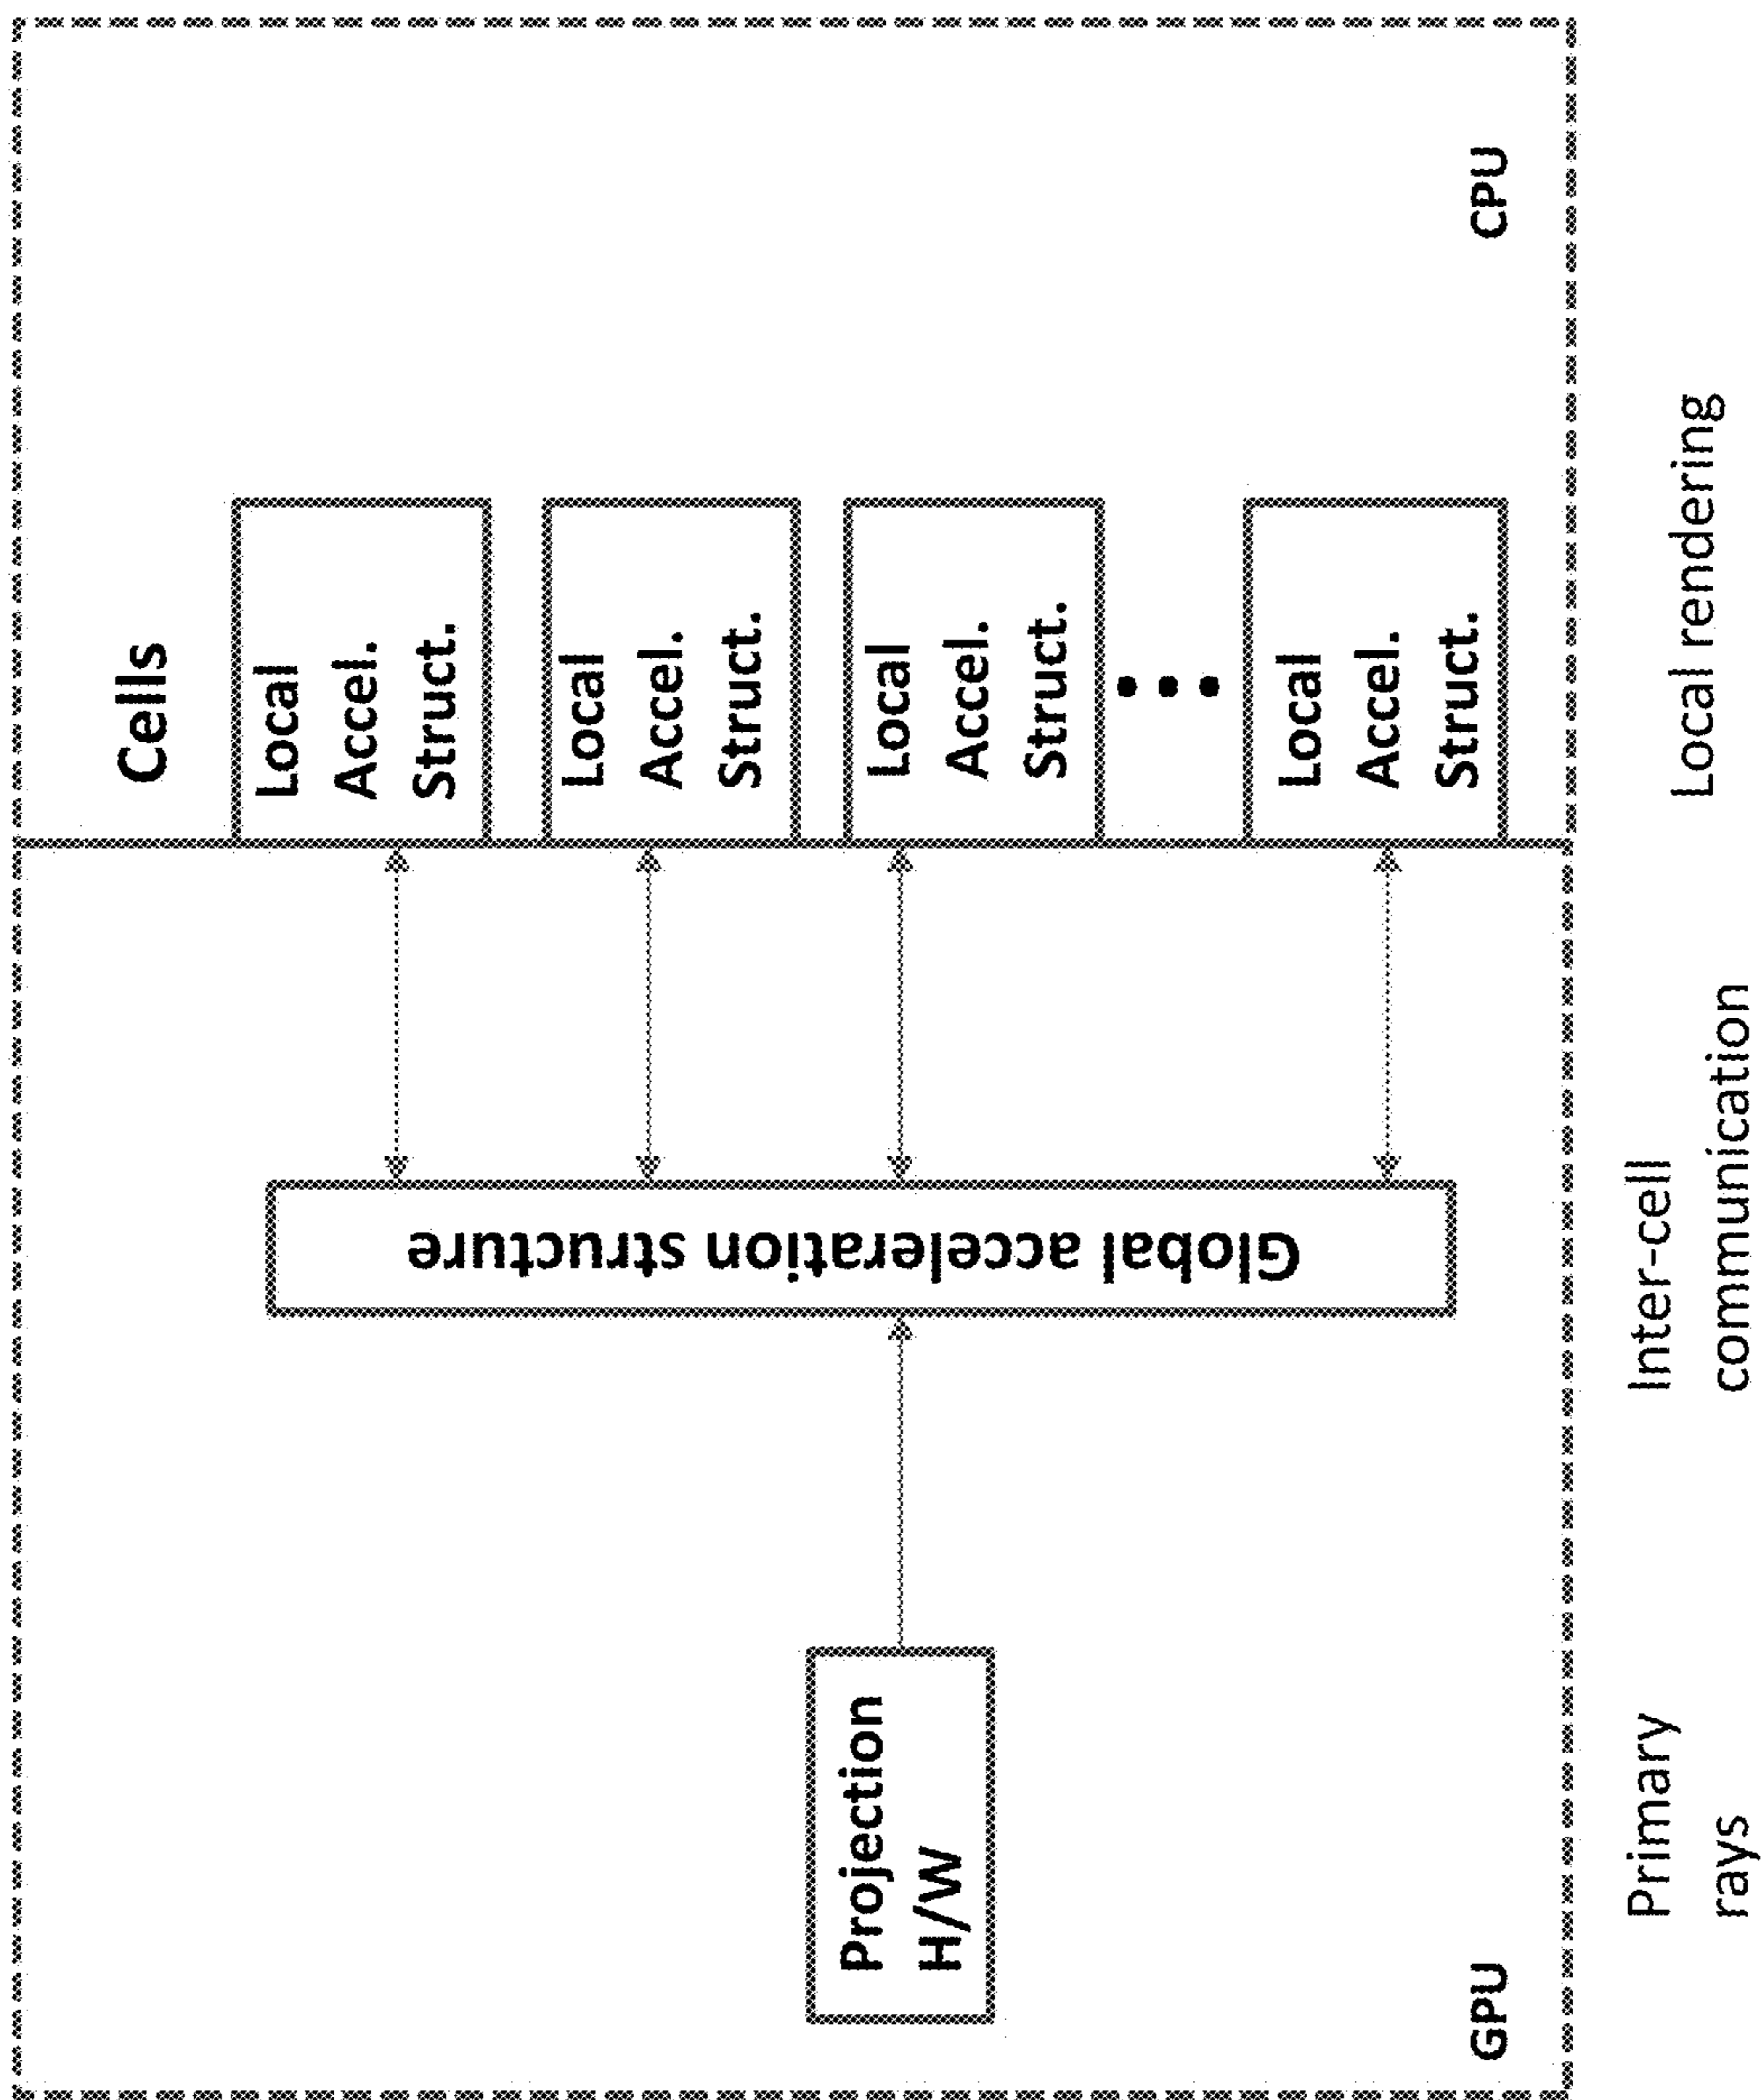 Cells
Local
Accel.
Struct.
Local
Accel.
Struct.
Local
Accel.
Struct.
Local
Accel.
Struct.
Global acceleration structure
Projection
H/W
GPU
CPU
Primary
rays
Inter-cell
communication
Local rendering